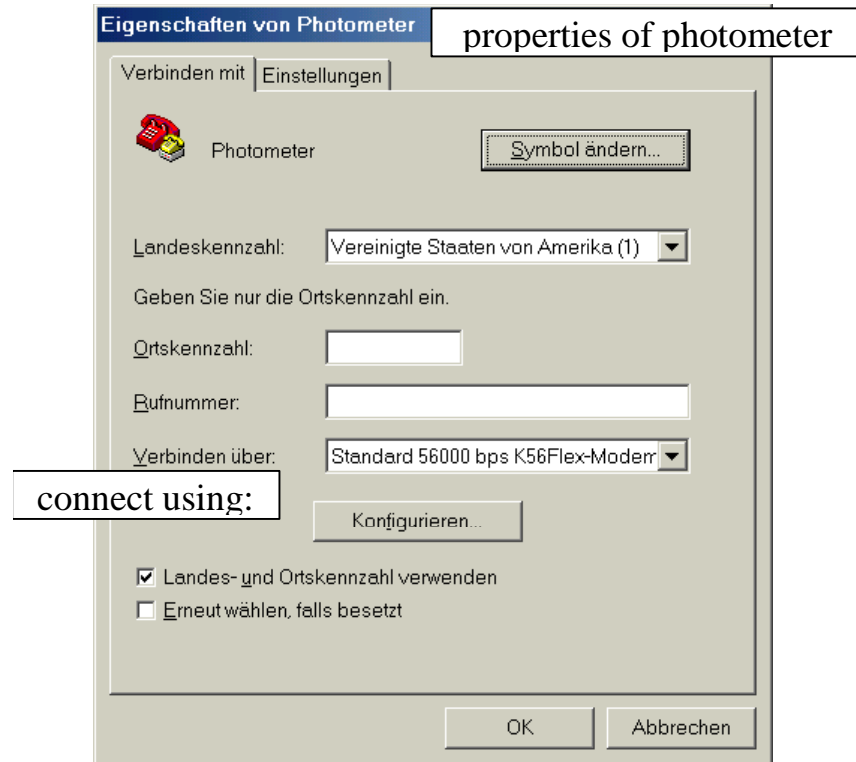 Eigenschaften von Photometer
properties of photometer
Verbinden mit Einstellungen
Photometer Symbol ändern...
Landeskennzahl: Vereinigte Staaten von Amerika (1)
Geben Sie nur die Ortskennzahl ein.
Ortskennzahl:
Rufnummer:
Verbinden über: Standard 56000 bps K56Flex-Modem
connect using:
Konfigurieren...
Landes- und Ortskennzahl verwenden
Erneut wählen, falls besetzt
OK Abbrechen